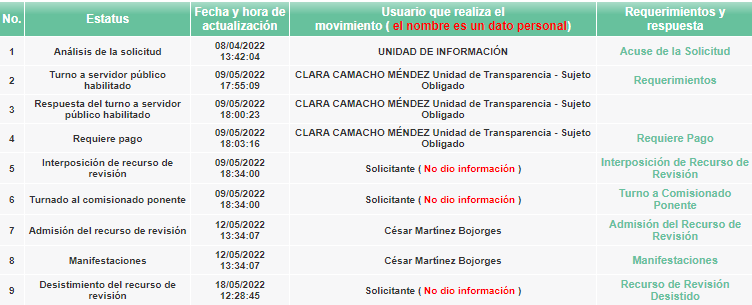 No. Estatus Fecha y hora de actualización Usuario que realiza el movimiento ( el nombre es un dato personal) Requerimientos y respuesta
1 Análisis de la solicitud 08/04/2022 13:42:04 UNIDAD DE INFORMACIÓN Acuse de la Solicitud
2 Turno a servidor público habilitado 09/05/2022 17:55:09 CLARA CAMACHO MÉNDEZ Unidad de Transparencia - Sujeto Obligado Requerimientos
3 Respuesta del turno a servidor público habilitado 09/05/2022 18:00:23 CLARA CAMACHO MÉNDEZ Unidad de Transparencia - Sujeto Obligado
4 Requiere pago 09/05/2022 18:03:16 CLARA CAMACHO MÉNDEZ Unidad de Transparencia - Sujeto Obligado Requiere Pago
5 Interposición de recurso de revisión 09/05/2022 18:34:00 Solicitante ( No dio información ) Interposición de Recurso de Revisión
6 Turnado al comisionado ponente 09/05/2022 18:34:00 Solicitante ( No dio información ) Turno a Comisionado Ponente
7 Admisión del recurso de revisión 12/05/2022 13:34:07 César Martínez Bojorges Admisión del Recurso de Revisión
8 Manifestaciones 12/05/2022 13:34:07 César Martínez Bojorges Manifestaciones
9 Desistimiento del recurso de revisión 18/05/2022 12:28:45 Solicitante ( No dio información ) Recurso de Revisión Desistido